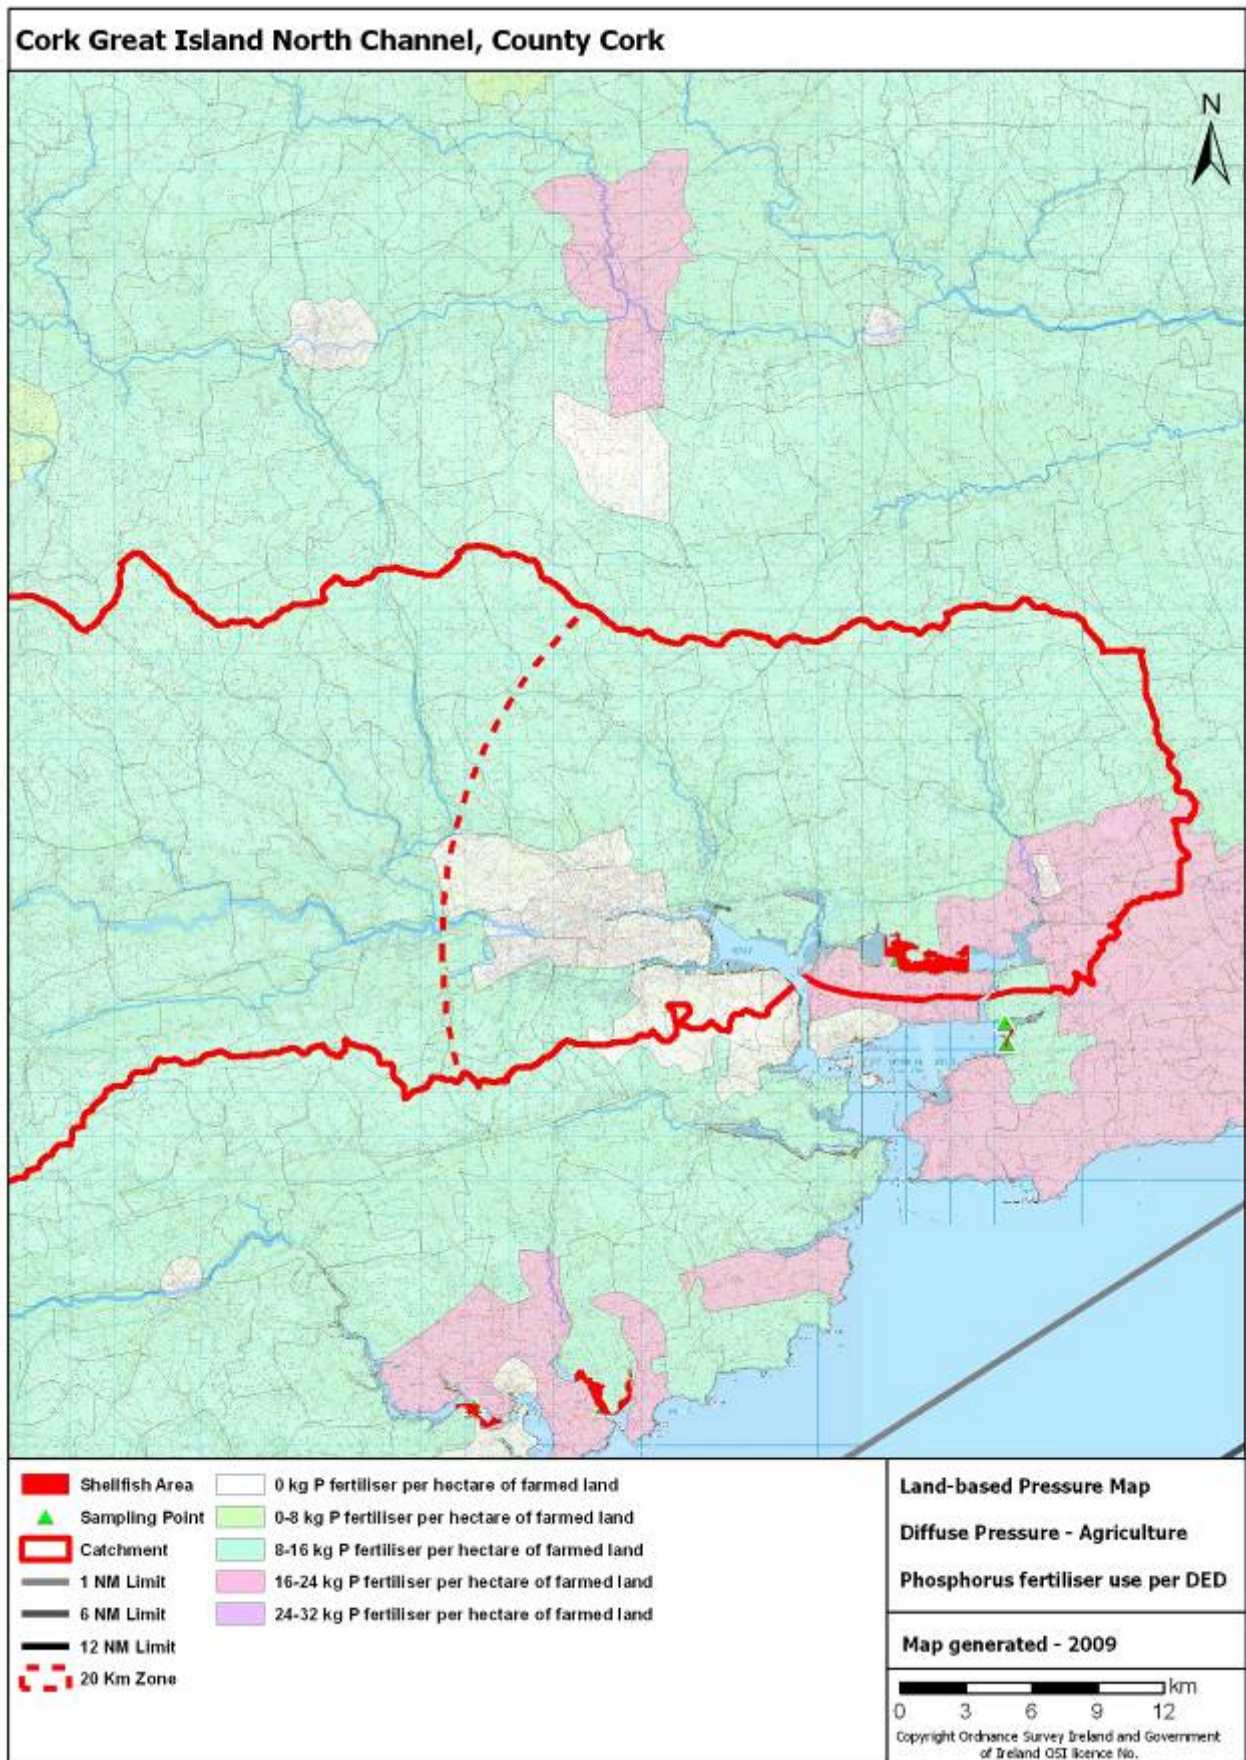 Cork Great Island North Channel, County Cork
N
Shellfish Area
Sampling Point
Catchment
1 NM Limit
6 NM Limit
12 NM Limit
20 Km Zone
0 kg P fertiliser per hectare of farmed land
0-8 kg P fertiliser per hectare of farmed land
8-16 kg P fertiliser per hectare of farmed land
16-24 kg P fertiliser per hectare of farmed land
24-32 kg P fertiliser per hectare of farmed land
Land-based Pressure Map
Diffuse Pressure - Agriculture
Phosphorus fertiliser use per DED
Map generated - 2009
km
0 3 6 9 12
Copyright Ordnance Survey Ireland and Government
of Ireland OSI licence No.